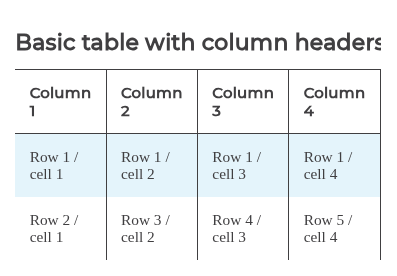 Basic table with column headers
Column Column Column Column
1 2 3 4
Row 1 / Row 1 / Row 1 / Row 1 /
cell 1 cell 2 cell 3 cell 4
Row 2 / Row 3 / Row 4 / Row 5 /
cell 1 cell 2 cell 3 cell 4